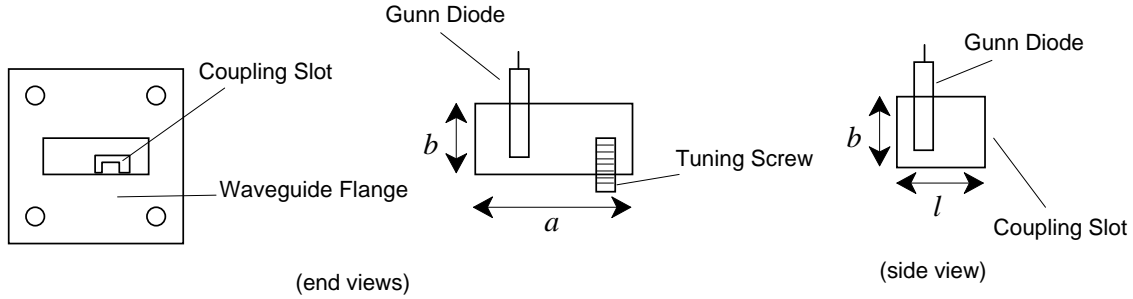 Gunn Diode
Coupling Slot
Waveguide Flange
b
a
Tuning Screw
(end views)
Gunn Diode
b
l
Coupling Slot
(side view)